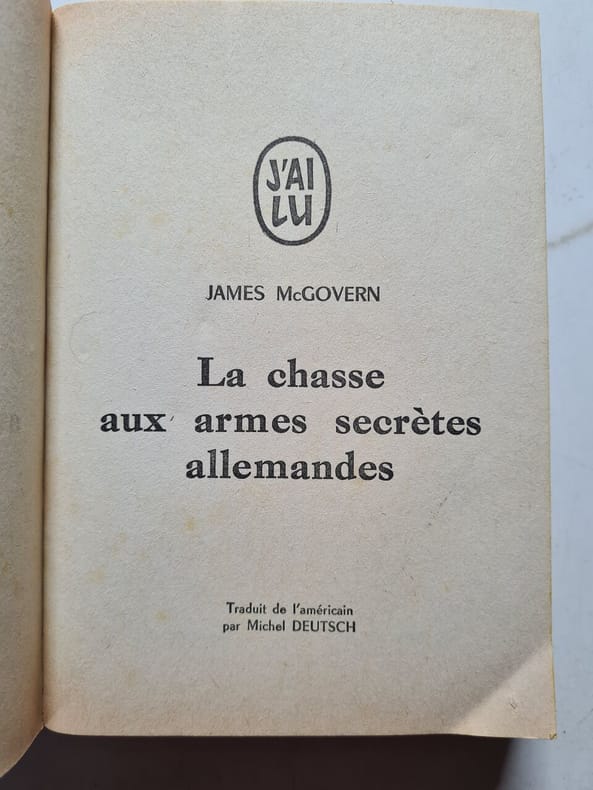 J'AI
LU
JAMES McGOVERN
La chasse
aux armes secrètes
allemandes
Traduit de l'américain
par Michel DEUTSCH